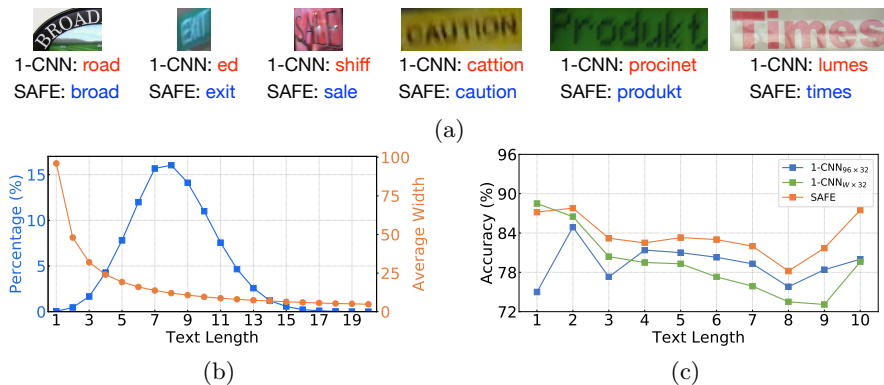 BROAD EXIT SALE CAUTION Produkt Times
1-CNN: road 1-CNN: ed 1-CNN: shiff 1-CNN: cattion 1-CNN: procinet 1-CNN: lumes
SAFE: broad SAFE: exit SAFE: sale SAFE: caution SAFE: produkt SAFE: times
(a)
Percentage (%)
15
10
5
0
1 3 5 7 9 11 13 15 17 19
Text Length
100
75
50
25
0
Average Width
(b)
Accuracy (%)
96
90
84
78
72
1 2 3 4 5 6 7 8 9 10
Text Length
1-CNN96×32
1-CNNW×32
SAFE
(c)